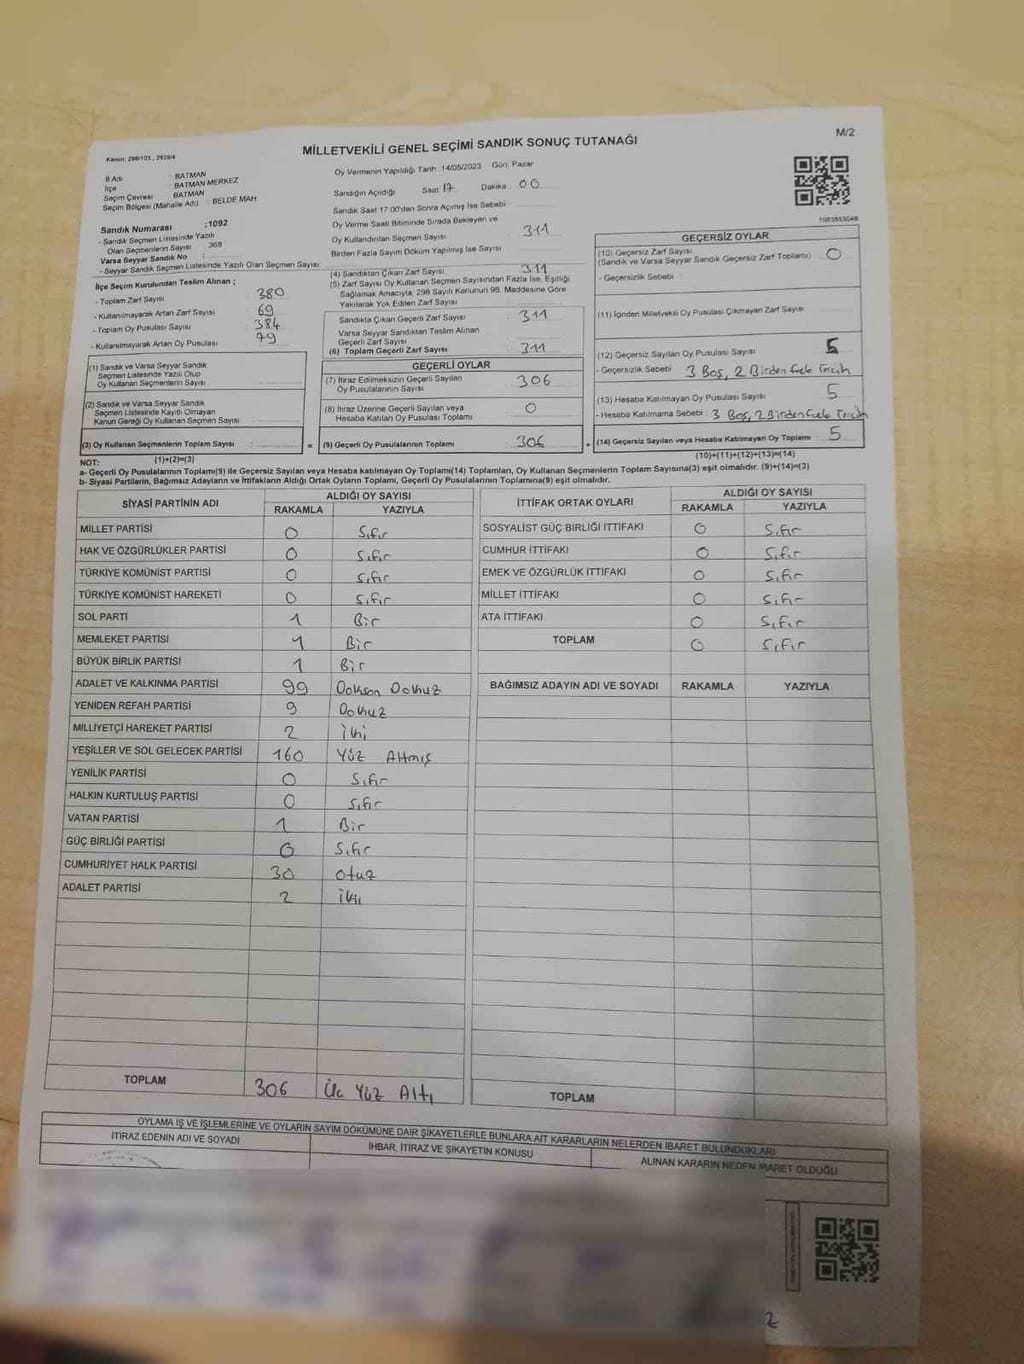 M/2
Kanun: 298/105, 2839/4
MİLLETVEKİLİ GENEL SEÇİMİ SANDIK SONUÇ TUTANAĞI
İl Adı : BATMAN
İlçe : BATMAN MERKEZ
Seçim Çevresi : BATMAN
Seçim Bölgesi (Mahalle Adı) : BELDE MAH.
Sandık Numarası :1092
- Sandık Seçmen Listesinde Yazılı
Olan Seçmenlerin Sayısı : 368
Varsa Seyyar Sandık No :
- Seyyar Sandık Seçmen Listesinde Yazılı Olan Seçmen Sayısı :
İlçe Seçim Kurulundan Teslim Alınan ;
- Toplam Zarf Sayısı : 380
- Kullanılmayarak Artan Zarf Sayısı : 69
- Toplam Oy Pusulası Sayısı : 384
- Kullanılmayarak Artan Oy Pusulası :
(1) Sandık ve Varsa Seyyar Sandık
Seçmen Listesinde Yazılı Olup
Oy Kullanan Seçmenlerin Sayısı :
(2) Sandık ve Varsa Seyyar Sandık
Seçmen Listesinde Kayıtlı Olmayan
Kanun Gereği Oy Kullanan Seçmen Sayısı :
(3) Oy Kullanan Seçmenlerin Toplam Sayısı :
(1)+(2)=(3)
Oy Vermenin Yapıldığı Tarih :14/05/2023 Gün: Pazar
Sandığın Açıldığı Saat: 17 Dakika : 00
Sandık Saat 17:00'den Sonra Açılmış İse Sebebi
Oy Verme Saati Bitiminde Sırada Bekleyen ve
Oy Kullandırılan Seçmen Sayısı : 311
Birden Fazla Sayım Döküm Yapılmış İse Sayısı
(4) Sandıktan Çıkan Zarf Sayısı : 311
(5) Zarf Sayısı Oy Kullanan Seçmen Sayısından Fazla İse, Eşitliği
Sağlamak Amacıyla, 298 Sayılı Kanunun 98. Maddesine Göre
Yakılarak Yok Edilen Zarf Sayısı
Sandıkta Çıkan Geçerli Zarf Sayısı : 311
Varsa Seyyar Sandıktan Teslim Alınan
Geçerli Zarf Sayısı
(6) Toplam Geçerli Zarf Sayısı : 311
GEÇERLİ OYLAR
(7) İtiraz Edilmeksizin Geçerli Sayılan
Oy Pusulalarının Sayısı : 306
(8) İtiraz Üzerine Geçerli Sayılan veya
Hesaba Katılan Oy Pusulası Toplamı : 0
= (9) Geçerli Oy Pusulalarının Toplamı : 306
GEÇERSİZ OYLAR
(10) Geçersiz Zarf Sayısı
(Sandık ve Varsa Seyyar Sandık Geçersiz Zarf Toplamı) : 0
- Geçersizlik Sebebi :
(11) İçinden Milletvekili Oy Pusulası Çıkmayan Zarf Sayısı :
(12) Geçersiz Sayılan Oy Pusulası Sayısı : 5
- Geçersizlik Sebebi : 3 Boş, 2 Birden fazla tercih
(13) Hesaba Katılmayan Oy Pusulası Sayısı : 5
- Hesaba Katılmama Sebebi : 3 Boş, 2 Birden fazla Tercih
+ (14) Geçersiz Sayılan veya Hesaba Katılmayan Oy Toplamı : 5
(10)+(11)+(12)+(13)=(14)
NOT:
a- Geçerli Oy Pusulalarının Toplamı(9) ile Geçersiz Sayılan veya Hesaba katılmayan Oy Toplamı(14) Toplamları, Oy Kullanan Seçmenlerin Toplam Sayısına(3) eşit olmalıdır. (9)+(14)=(3)
b- Siyasi Partilerin, Bağımsız Adayların ve İttifakların Aldığı Ortak Oyların Toplamı, Geçerli Oy Pusulalarının Toplamına(9) eşit olmalıdır.
SİYASİ PARTİNİN ADI ALDIĞI OY SAYISI
RAKAMLA YAZIYLA
MİLLET PARTİSİ 0 Sıfır
HAK VE ÖZGÜRLÜKLER PARTİSİ 0 Sıfır
TÜRKİYE KOMÜNİST PARTİSİ 0 Sıfır
TÜRKİYE KOMÜNİST HAREKETİ 0 Sıfır
SOL PARTİ 1 Bir
MEMLEKET PARTİSİ 1 Bir
BÜYÜK BİRLİK PARTİSİ 1 Bir
ADALET VE KALKINMA PARTİSİ 99 Doksan Dokuz
YENİDEN REFAH PARTİSİ 9 Dokuz
MİLLİYETÇİ HAREKET PARTİSİ 2 iki
YEŞİLLER VE SOL GELECEK PARTİSİ 160 Yüz Altmış
YENİLİK PARTİSİ 0 Sıfır
HALKIN KURTULUŞ PARTİSİ 0 Sıfır
VATAN PARTİSİ 1 Bir
GÜÇ BİRLİĞİ PARTİSİ 0 Sıfır
CUMHURİYET HALK PARTİSİ 30 otuz
ADALET PARTİSİ 2 iki
TOPLAM 306 Üç Yüz Altı
İTTİFAK ORTAK OYLARI ALDIĞI OY SAYISI
RAKAMLA YAZIYLA
SOSYALİST GÜÇ BİRLİĞİ İTTİFAKI 0 Sıfır
CUMHUR İTTİFAKI 0 Sıfır
EMEK VE ÖZGÜRLÜK İTTİFAKI 0 Sıfır
MİLLET İTTİFAKI 0 Sıfır
ATA İTTİFAKI 0 Sıfır
TOPLAM 0 Sıfır
BAĞIMSIZ ADAYIN ADI VE SOYADI RAKAMLA YAZIYLA
TOPLAM
OYLAMA İŞ VE İŞLEMLERİNE VE OYLARIN SAYIM DÖKÜMÜNE DAİR ŞİKAYETLERLE BUNLARA AİT KARARLARIN NELERDEN İBARET BULUNDUKLARI
İTİRAZ EDENİN ADI VE SOYADI İHBAR, İTİRAZ VE ŞİKAYETİN KONUSU ALINAN KARARIN NEDEN İBARET OLDUĞU